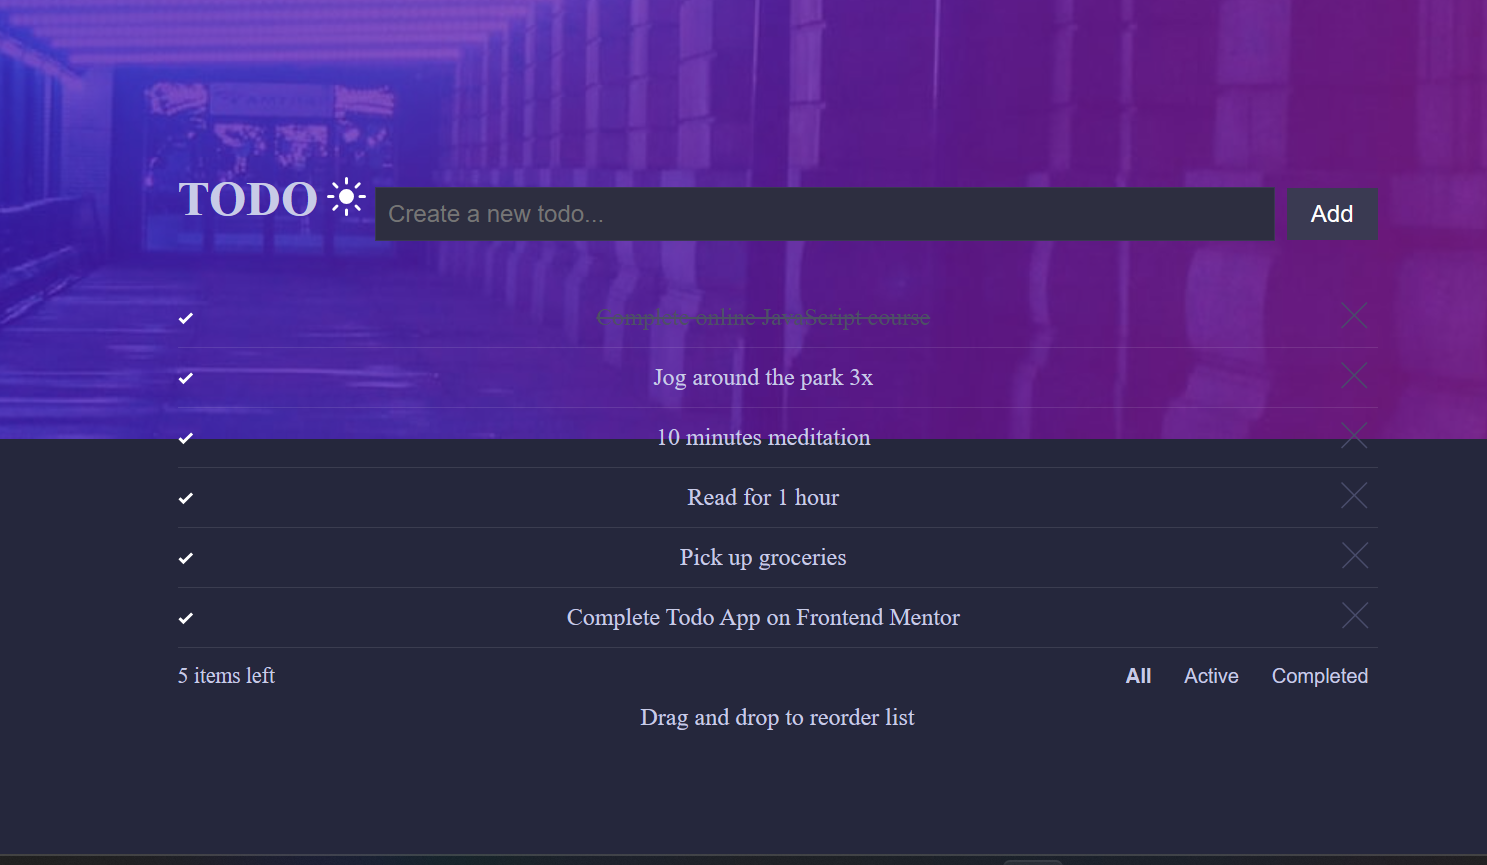 TODO
Create a new todo...
Add
Complete online JavaScript course
Jog around the park 3x
10 minutes meditation
Read for 1 hour
Pick up groceries
Complete Todo App on Frontend Mentor
5 items left
All Active Completed
Drag and drop to reorder list